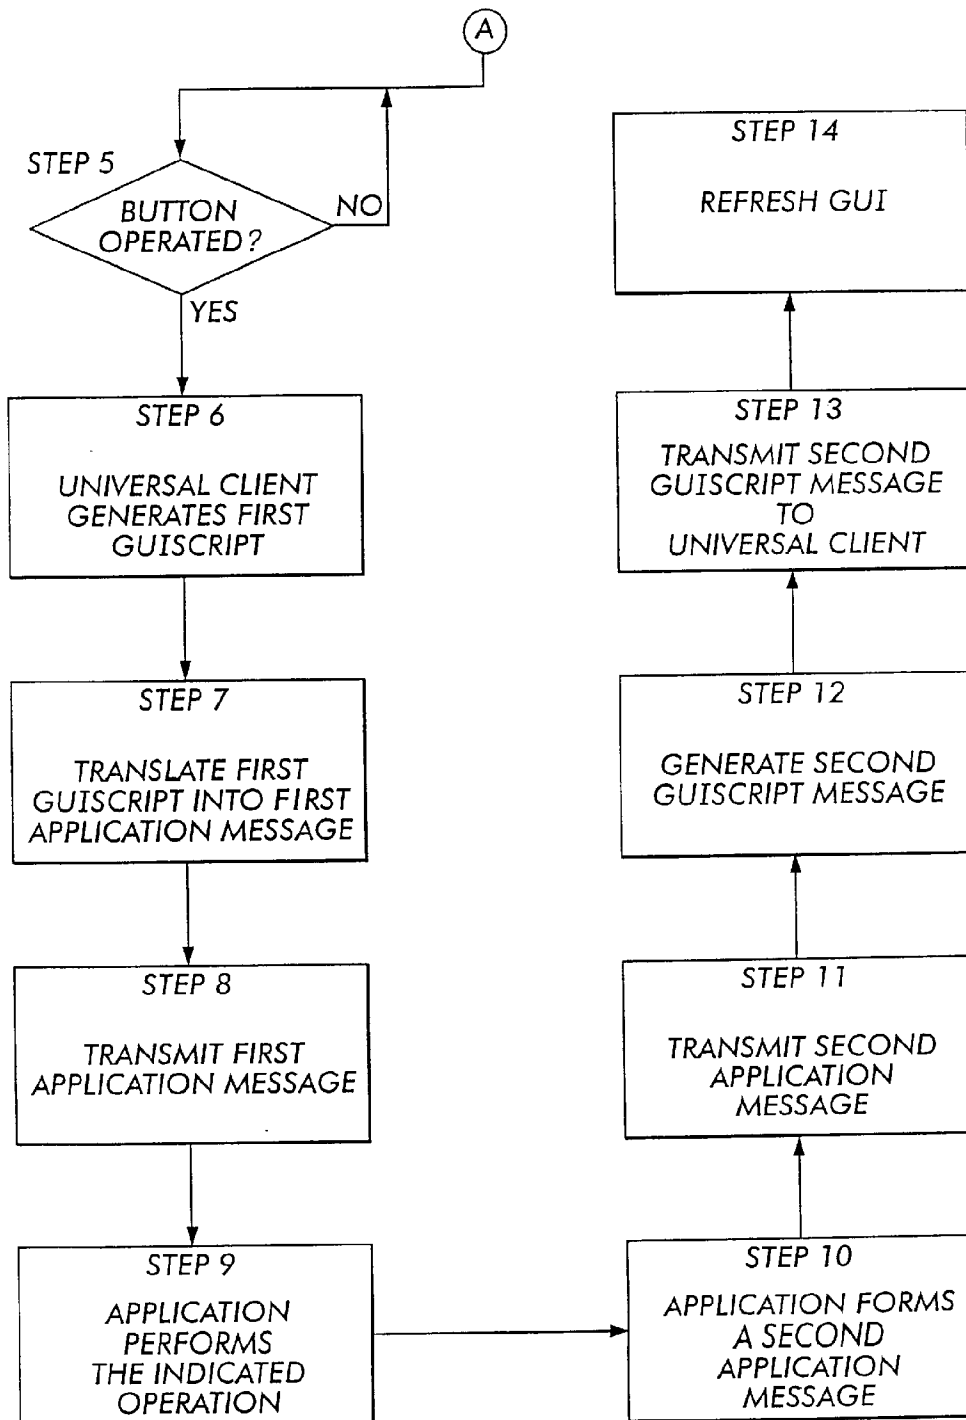 A
STEP 5
BUTTON
OPERATED?
NO
YES
STEP 6
UNIVERSAL CLIENT
GENERATES FIRST
GUISCRIPT
STEP 7
TRANSLATE FIRST
GUISCRIPT INTO FIRST
APPLICATION MESSAGE
STEP 8
TRANSMIT FIRST
APPLICATION MESSAGE
STEP 9
APPLICATION
PERFORMS
THE INDICATED
OPERATION
STEP 10
APPLICATION FORMS
A SECOND
APPLICATION
MESSAGE
STEP 11
TRANSMIT SECOND
APPLICATION
MESSAGE
STEP 12
GENERATE SECOND
GUISCRIPT MESSAGE
STEP 13
TRANSMIT SECOND
GUISCRIPT MESSAGE
TO
UNIVERSAL CLIENT
STEP 14
REFRESH GUI